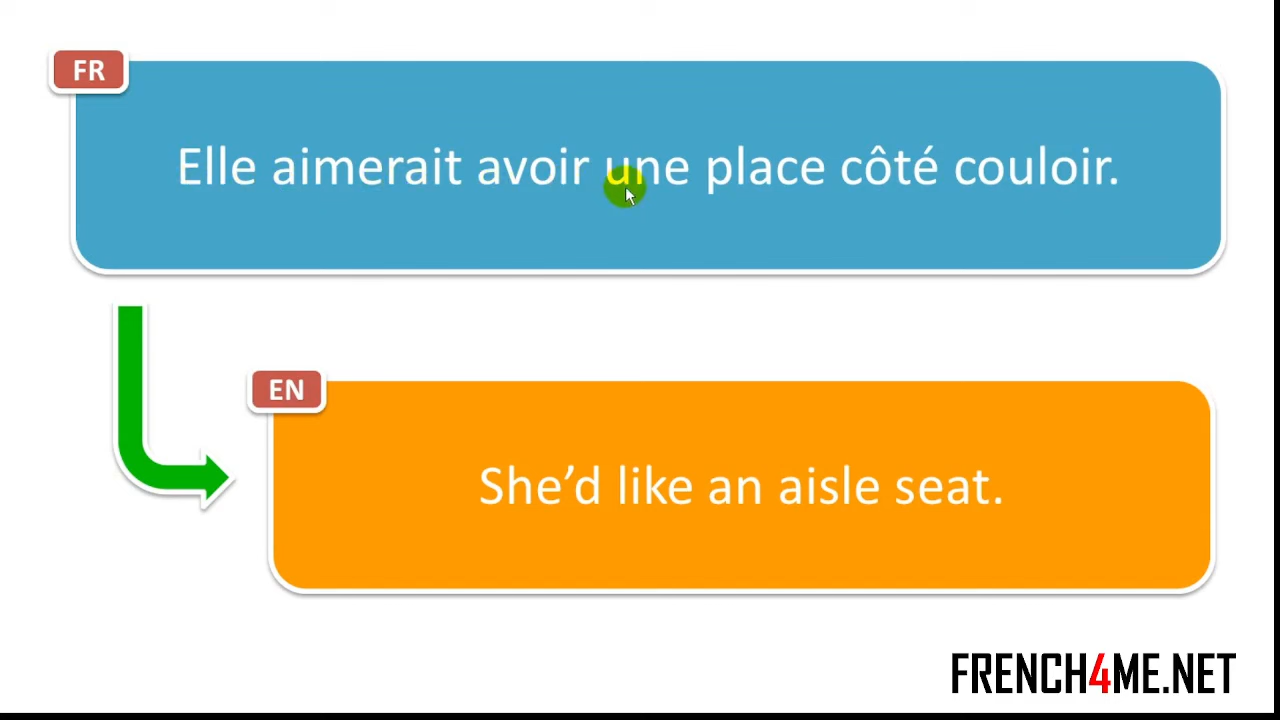 FR
Elle aimerait avoir une place côté couloir.
EN
She’d like an aisle seat.
FRENCH4ME.NET